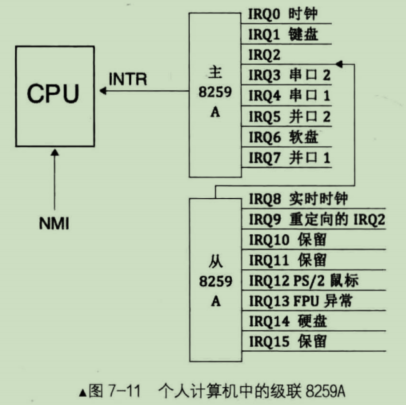 CPU
INTR
NMI
主
8259
A
IRQ0 时钟
IRQ1 键盘
IRQ2
IRQ3 串口 2
IRQ4 串口 1
IRQ5 并口 2
IRQ6 软盘
IRQ7 并口 1
从
8259
A
IRQ8 实时时钟
IRQ9 重定向的 IRQ2
IRQ10 保留
IRQ11 保留
IRQ12 PS/2 鼠标
IRQ13 FPU 异常
IRQ14 硬盘
IRQ15 保留
▲图 7-11 个人计算机中的级联 8259A